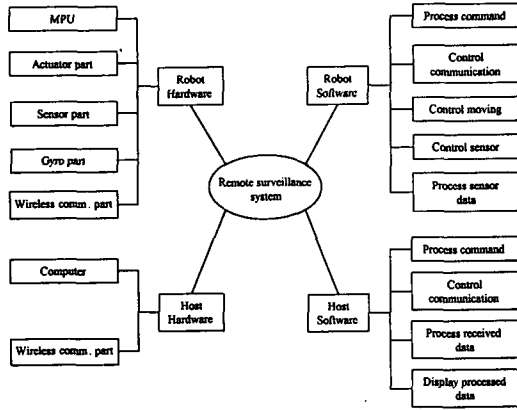 MPU
Actuator part
Sensor part
Gyro part
Wireless comm. part
Robot
Hardware
Robot
Software
Process command
Control
communication
Control moving
Control sensor
Process sensor
data
Remote surveillance
system
Computer
Wireless comm. part
Host
Hardware
Host
Software
Process command
Control
communication
Process received
data
Display processed
data